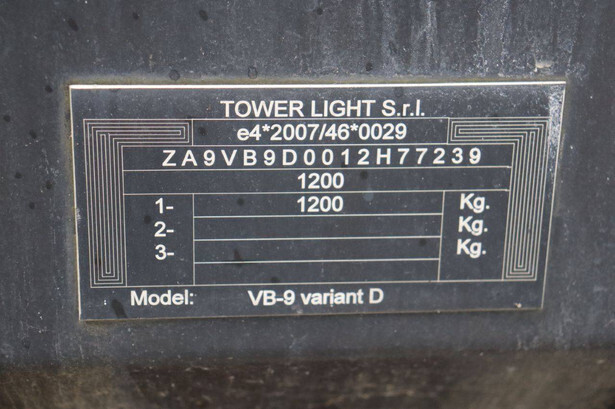 TOWER LIGHT S.r.l.
e4*2007/46*0029
ZA9VB9D0012H77239
1200
1- 1200 Kg.
2- Kg.
3- Kg.
Model: VB-9 variant D